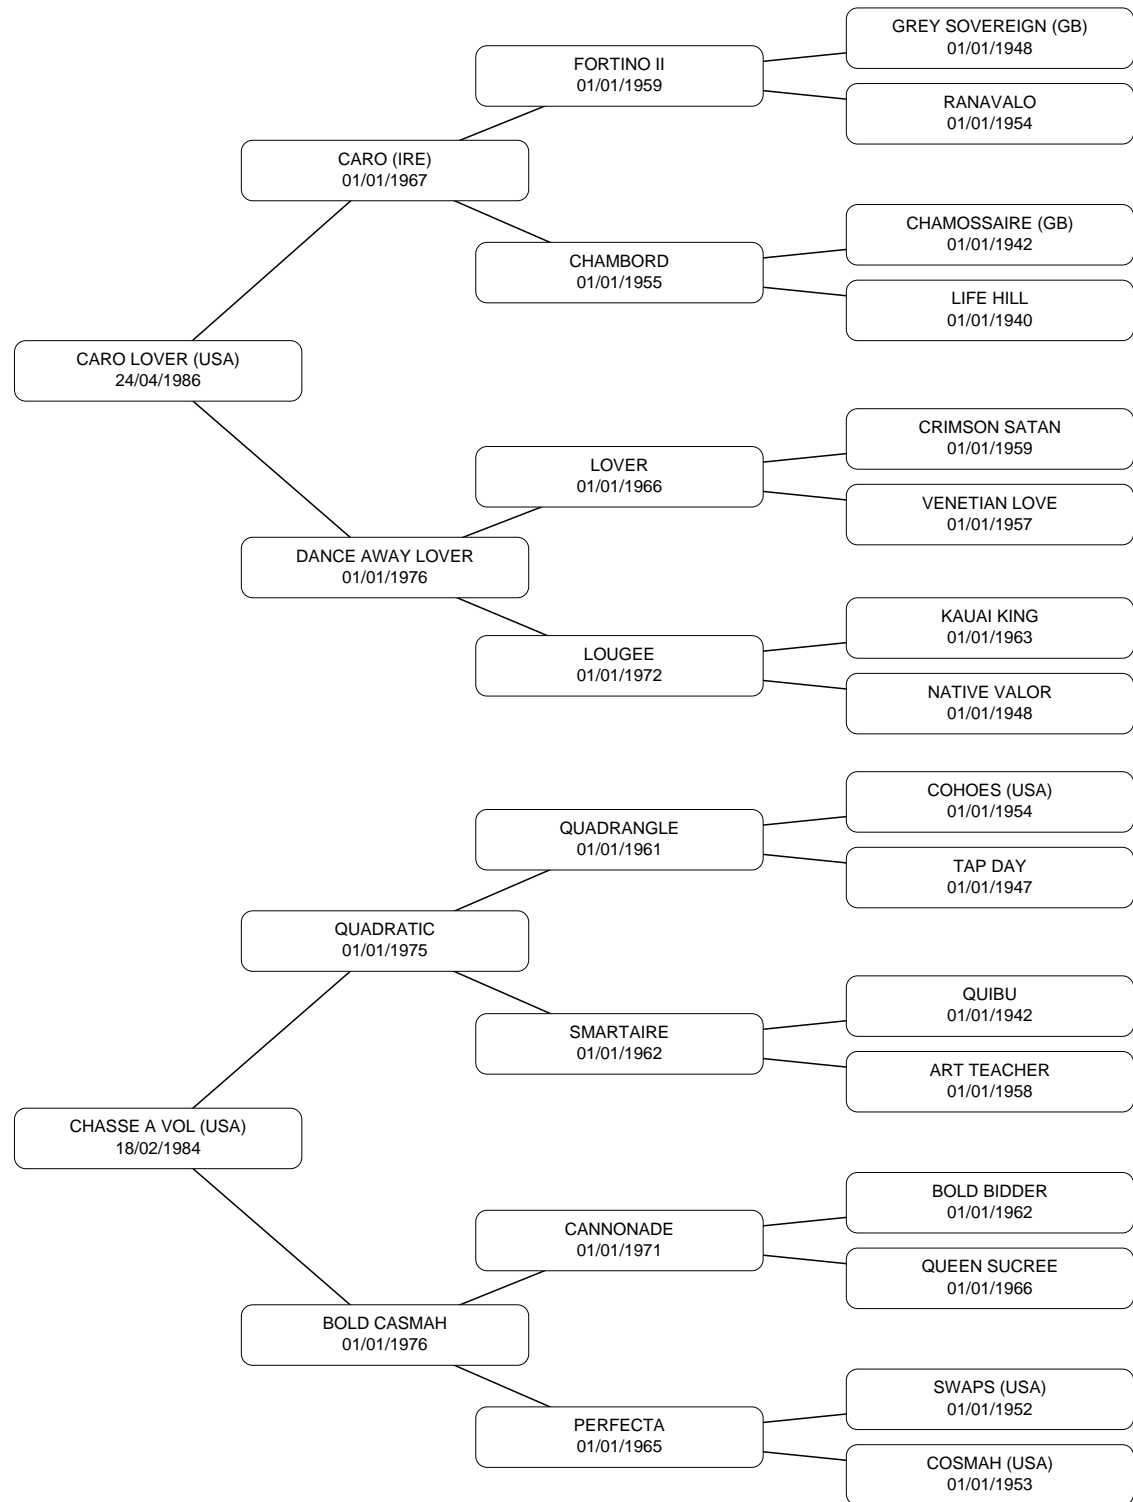 GREY SOVEREIGN (GB)
01/01/1948
FORTINO II
01/01/1959
RANAVALO
01/01/1954
CARO (IRE)
01/01/1967
CHAMOSSAIRE (GB)
01/01/1942
CHAMBORD
01/01/1955
LIFE HILL
01/01/1940
CARO LOVER (USA)
24/04/1986
CRIMSON SATAN
01/01/1959
LOVER
01/01/1966
VENETIAN LOVE
01/01/1957
DANCE AWAY LOVER
01/01/1976
KAUAI KING
01/01/1963
LOUGEE
01/01/1972
NATIVE VALOR
01/01/1948
COHOES (USA)
01/01/1954
QUADRANGLE
01/01/1961
TAP DAY
01/01/1947
QUADRATIC
01/01/1975
QUIBU
01/01/1942
SMARTAIRE
01/01/1962
ART TEACHER
01/01/1958
CHASSE A VOL (USA)
18/02/1984
BOLD BIDDER
01/01/1962
CANNONADE
01/01/1971
QUEEN SUCREE
01/01/1966
BOLD CASMAH
01/01/1976
SWAPS (USA)
01/01/1952
PERFECTA
01/01/1965
COSMAH (USA)
01/01/1953